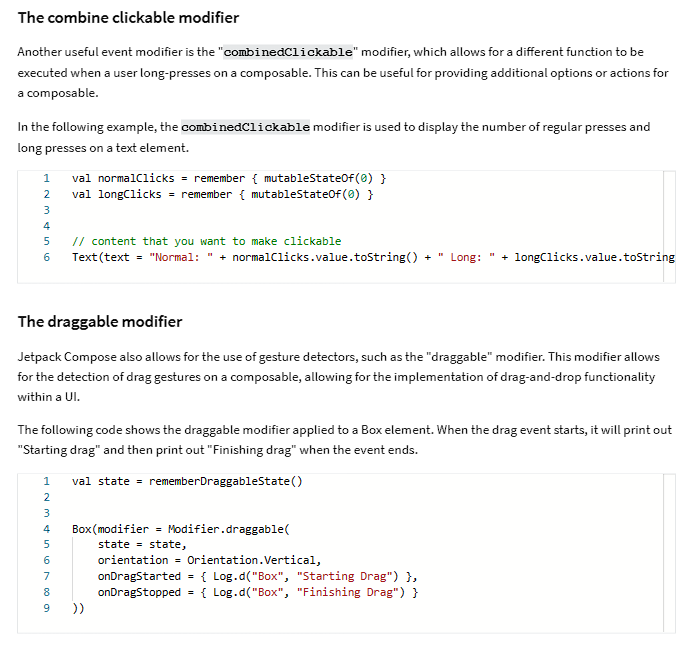 The combine clickable modifier
Another useful event modifier is the "combinedClickable" modifier, which allows for a different function to be
executed when a user long-presses on a composable. This can be useful for providing additional options or actions for
a composable.
In the following example, the combinedClickable modifier is used to display the number of regular presses and
long presses on a text element.
1 val normalClicks = remember { mutableStateOf(0) }
2 val longClicks = remember { mutableStateOf(0) }
3
4
5 // content that you want to make clickable
6 Text(text = "Normal: " + normalClicks.value.toString() + " Long: " + longClicks.value.toString
The draggable modifier
Jetpack Compose also allows for the use of gesture detectors, such as the "draggable" modifier. This modifier allows
for the detection of drag gestures on a composable, allowing for the implementation of drag-and-drop functionality
within a UI.
The following code shows the draggable modifier applied to a Box element. When the drag event starts, it will print out
"Starting drag" and then print out "Finishing drag" when the event ends.
1 val state = rememberDraggableState()
2
3
4 Box(modifier = Modifier.draggable(
5 state = state,
6 orientation = Orientation.Vertical,
7 onDragStarted = { Log.d("Box", "Starting Drag") },
8 onDragStopped = { Log.d("Box", "Finishing Drag") }
9 ))